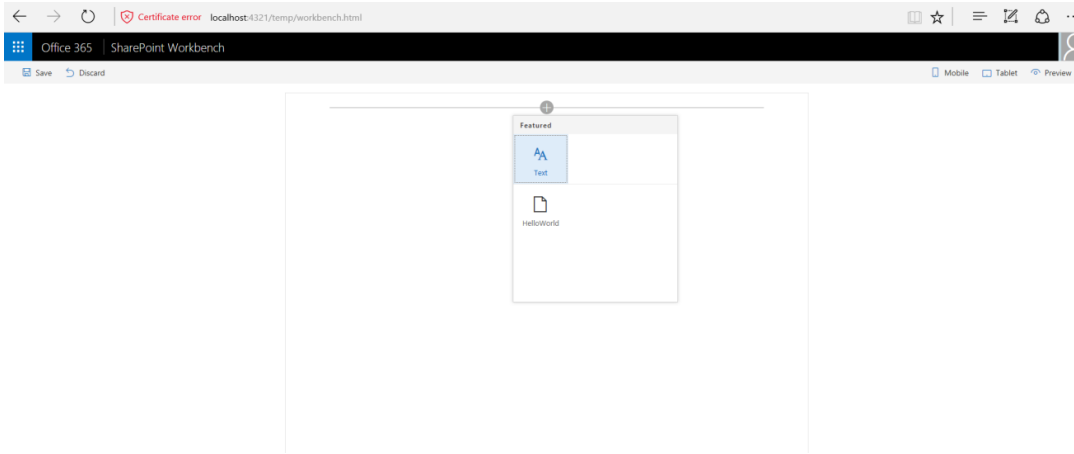 Certificate error localhost:4321/temp/workbench.html
Office 365 SharePoint Workbench
Save Discard Mobile Tablet Preview
Featured
Text
HelloWorld